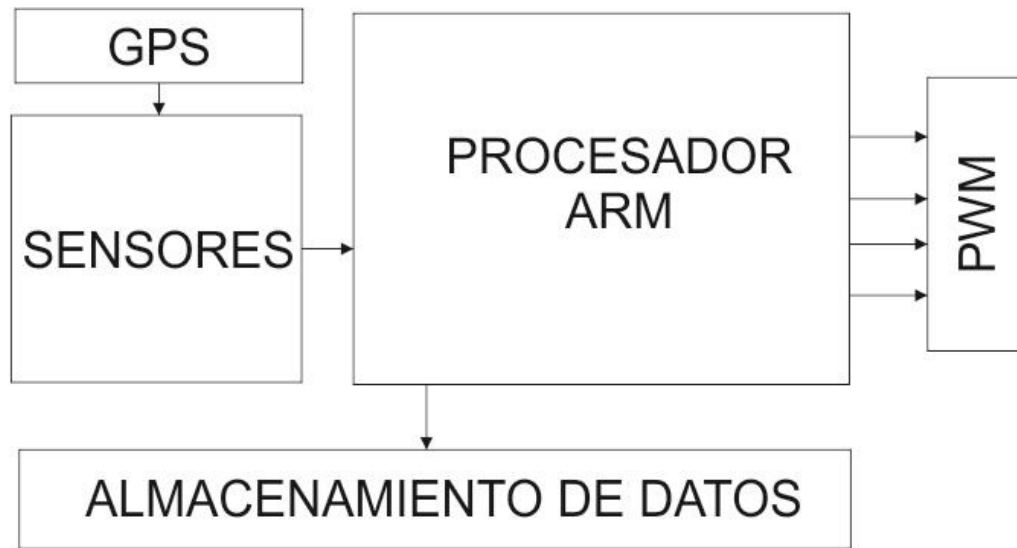 GPS
SENSORES
PROCESADOR
ARM
PWM
ALMACENAMIENTO DE DATOS